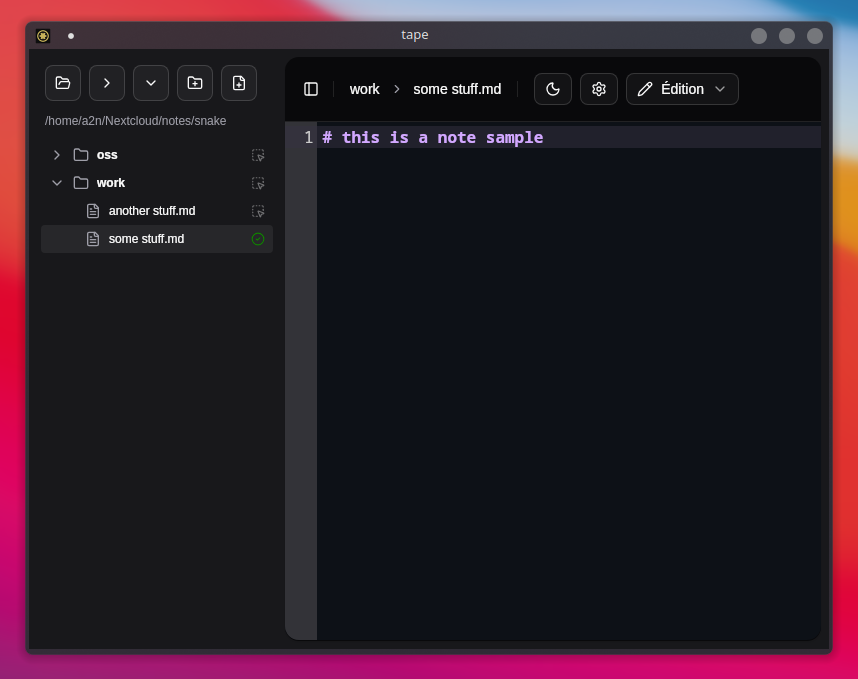 tape
/home/a2n/Nextcloud/notes/snake
oss
work
another stuff.md
some stuff.md
work some stuff.md Édition
1 # this is a note sample